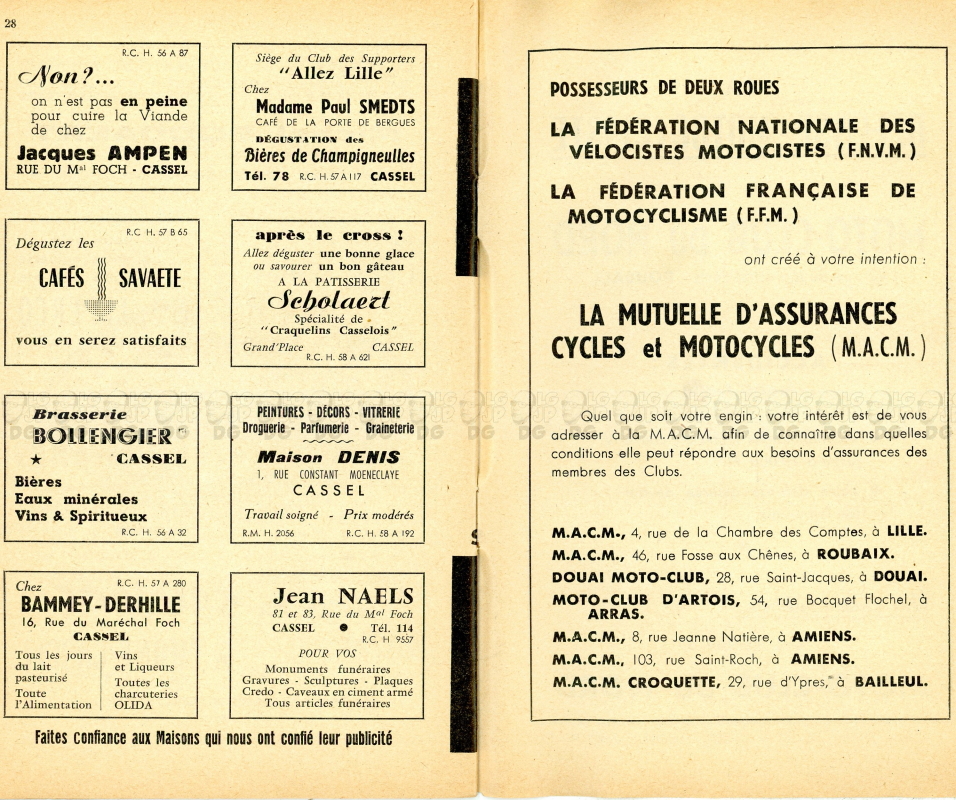 28
R.C. H. 56 A 87
Non?...
on n'est pas en peine
pour cuire la Viande
de chez
Jacques AMPEN
RUE DU Mal FOCH - CASSEL
Siège du Club des Supporters
"Allez Lille"
Chez
Madame Paul SMEDTS
CAFÉ DE LA PORTE DE BERGUES
DÉGUSTATION des
Bières de Champigneulles
Tél. 78 R.C. H. 57 A 117 CASSEL
R.C H. 57 B 65
Dégustez les
CAFÉS SAVAETE
vous en serez satisfaits
après le cross !
Allez déguster une bonne glace
ou savourer un bon gâteau
A LA PATISSERIE
Scholaert
Spécialité de
"Craquelins Casselois"
Grand'Place CASSEL
R.C. H. 58 A 621
Brasserie
BOLLENGIER
CASSEL
Bières
Eaux minérales
Vins & Spiritueux
R.C. H. 56 A 32
PEINTURES - DÉCORS - VITRERIE
Droguerie - Parfumerie - Graineterie
Maison DENIS
1, RUE CONSTANT MOENECLAYE
CASSEL
Travail soigné - Prix modérés
R.M. H. 2056 R.C. H. 58 A 192
Chez R.C. H. 57 A 280
BAMMEY-DERHILLE
16, Rue du Maréchal Foch
CASSEL
Tous les jours
du lait
pasteurisé
Toute
l'Alimentation
Vins
et Liqueurs
Toutes les
charcuteries
OLIDA
Jean NAELS
81 et 83, Rue du Mal Foch
CASSEL ● Tél. 114
R.C. H 9557
POUR VOS
Monuments funéraires
Gravures - Sculptures - Plaques
Credo - Caveaux en ciment armé
Tous articles funéraires
Faites confiance aux Maisons qui nous ont confié leur publicité
POSSESSEURS DE DEUX ROUES
LA FÉDÉRATION NATIONALE DES
VÉLOCISTES MOTOCISTES (F.N.V.M.)
LA FÉDÉRATION FRANÇAISE DE
MOTOCYCLISME (F.F.M.)
ont créé à votre intention :
LA MUTUELLE D'ASSURANCES
CYCLES et MOTOCYCLES (M.A.C.M.)
Quel que soit votre engin : votre intérêt est de vous
adresser à la M.A.C.M. afin de connaître dans quelles
conditions elle peut répondre aux besoins d'assurances des
membres des Clubs.
M.A.C.M., 4, rue de la Chambre des Comptes, à LILLE.
M.A.C.M., 46, rue Fosse aux Chênes, à ROUBAIX.
DOUAI MOTO-CLUB, 28, rue Saint-Jacques, à DOUAI.
MOTO-CLUB D'ARTOIS, 54, rue Bocquet Flochel, à
ARRAS.
M.A.C.M., 8, rue Jeanne Natière, à AMIENS.
M.A.C.M., 103, rue Saint-Roch, à AMIENS.
M.A.C.M. CROQUETTE, 29, rue d'Ypres, à BAILLEUL.